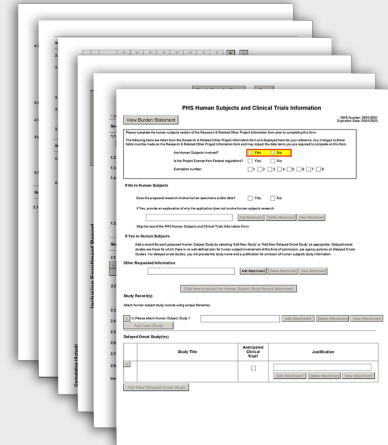 PHS Human Subjects and Clinical Trials Information
View Burden Statement
OMB Number: 0925-0001
Please complete the human subjects section of the Research & Related Other Project Information form prior to completing this form.
The following items are taken from the Research & Related Other Project Information form and displayed here for your reference. Any changes to these
fields must be made on the Research & Related Other Project Information form and may impact the data items you are required to complete on this form.
Are Human Subjects Involved? Yes No
Is the Project Exempt from Federal regulations? Yes No
Exemption number: 1 2 3 4 5 6 7 8
If No to Human Subjects
Does the proposed research involve human specimens and/or data? Yes No
If Yes, provide an explanation of why the application does not involve human subjects research.
Add Attachment Delete Attachment View Attachment
Skip the rest of the PHS Human Subjects and Clinical Trials Information Form.
If Yes to Human Subjects
Add a record for each proposed Human Subject Study by selecting 'Add New Study' or 'Add New Delayed Onset Study' as appropriate. Delayed onset
studies are those for which there is no well-defined plan for human subject involvement at the time of submission, per agency policies on Delayed Onset
Studies. For delayed onset studies, you will provide the study name and a justification for omission of human subjects study information.
Other Requested Information
Add Attachment Delete Attachment View Attachment
Click here to extract the Human Subject Study Record Attachment
Study Record(s)
Attach human subject study records using unique filenames.
1) Please attach Human Subject Study 1
Add Attachment Delete Attachment View Attachment
Add New Study
Delayed Onset Study(ies)
Study Title
Anticipated
Clinical
Trial?
Justification
Add Attachment Delete Attachment View Attachment
Add New Delayed Onset Study
Inclusive Enrollment Report
Cumulative (Actual)